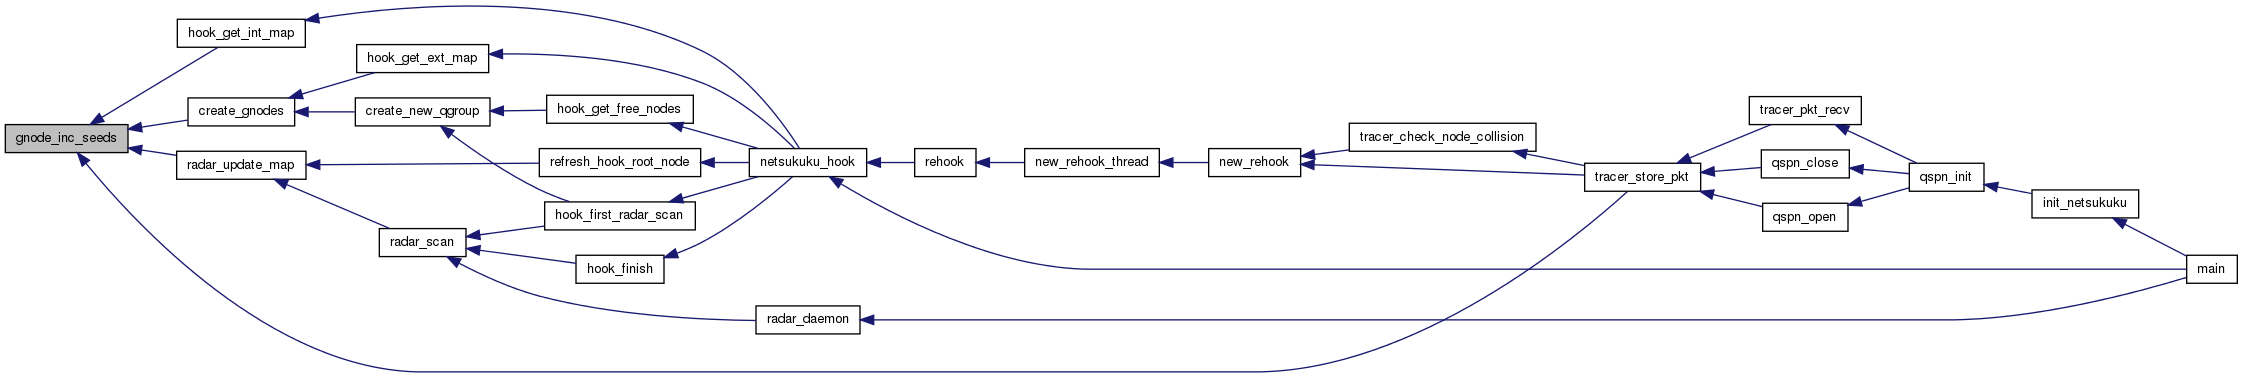 hook_get_int_map
hook_get_ext_map
create_gnodes
create_new_qgroup
hook_get_free_nodes
tracer_pkt_recv
gnode_inc_seeds
tracer_check_node_collision
radar_update_map
refresh_hook_root_node
netsukuku_hook
rehook
new_rehook_thread
new_rehook
qspn_close
tracer_store_pkt
qspn_init
init_netsukuku
hook_first_radar_scan
qspn_open
radar_scan
hook_finish
main
radar_daemon